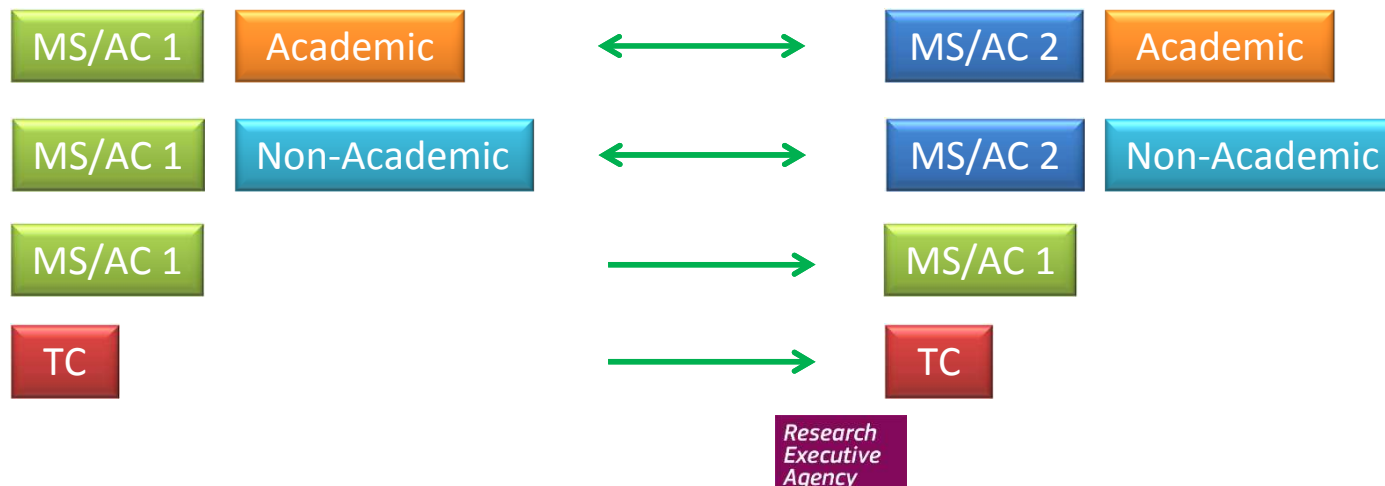 MS/AC 1 Academic MS/AC 2 Academic
MS/AC 1 Non-Academic MS/AC 2 Non-Academic
MS/AC 1 MS/AC 1
TC TC
Research
Executive
Agency